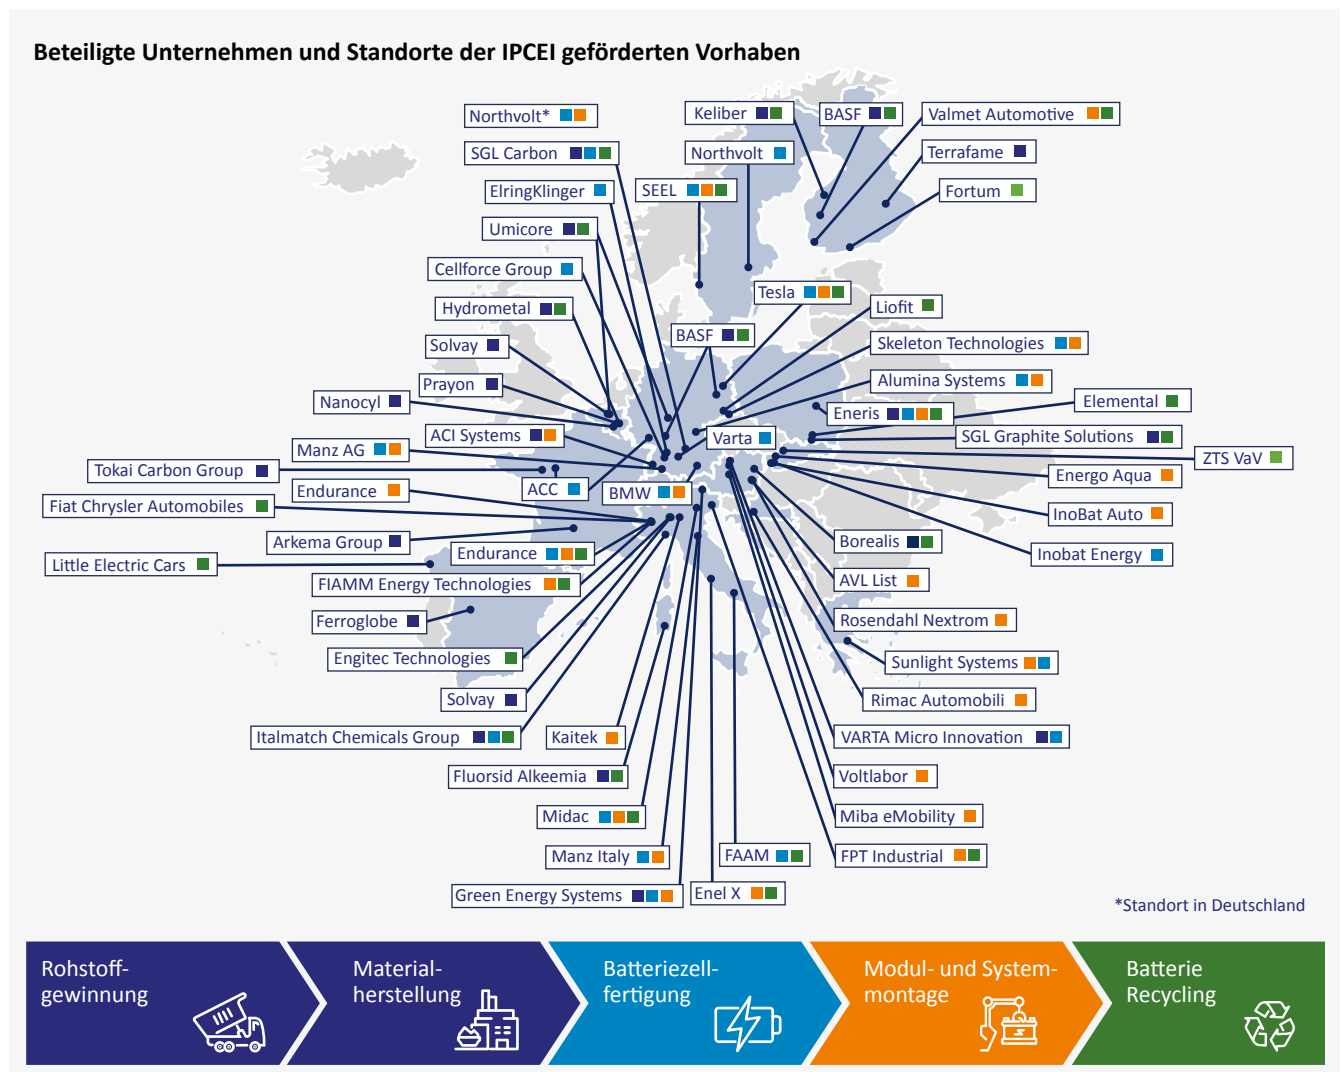 Beteiligte Unternehmen und Standorte der IPCEI geförderten Vorhaben
Northvolt*
SGL Carbon
ElringKlinger
Umicore
Cellforce Group
Hydrometal
Solvay
Prayon
Nanocyl
ACI Systems
Manz AG
Tokai Carbon Group
Endurance
Fiat Chrysler Automobiles
Arkema Group
Little Electric Cars
Endurance
FIAMM Energy Technologies
Ferroglobe
Engitec Technologies
Solvay
Italmatch Chemicals Group
Kaitek
Fluorsid Alkeemia
Midac
Manz Italy
Green Energy Systems
Keliber
BASF
Valmet Automotive
Northvolt
Terrafame
SEEL
Fortum
Tesla
Liofit
BASF
Skeleton Technologies
Alumina Systems
Elemental
Eneris
Varta
SGL Graphite Solutions
ZTS VaV
Energo Aqua
ACC
BMW
InoBat Auto
Borealis
Inobat Energy
AVL List
Rosendahl Nextrom
Sunlight Systems
Rimac Automobili
VARTA Micro Innovation
Voltlabor
Miba eMobility
FAAM
FPT Industrial
Enel X
*Standort in Deutschland
Rohstoff-
gewinnung
Material-
herstellung
Batteriezell-
fertigung
Modul- und System-
montage
Batterie
Recycling